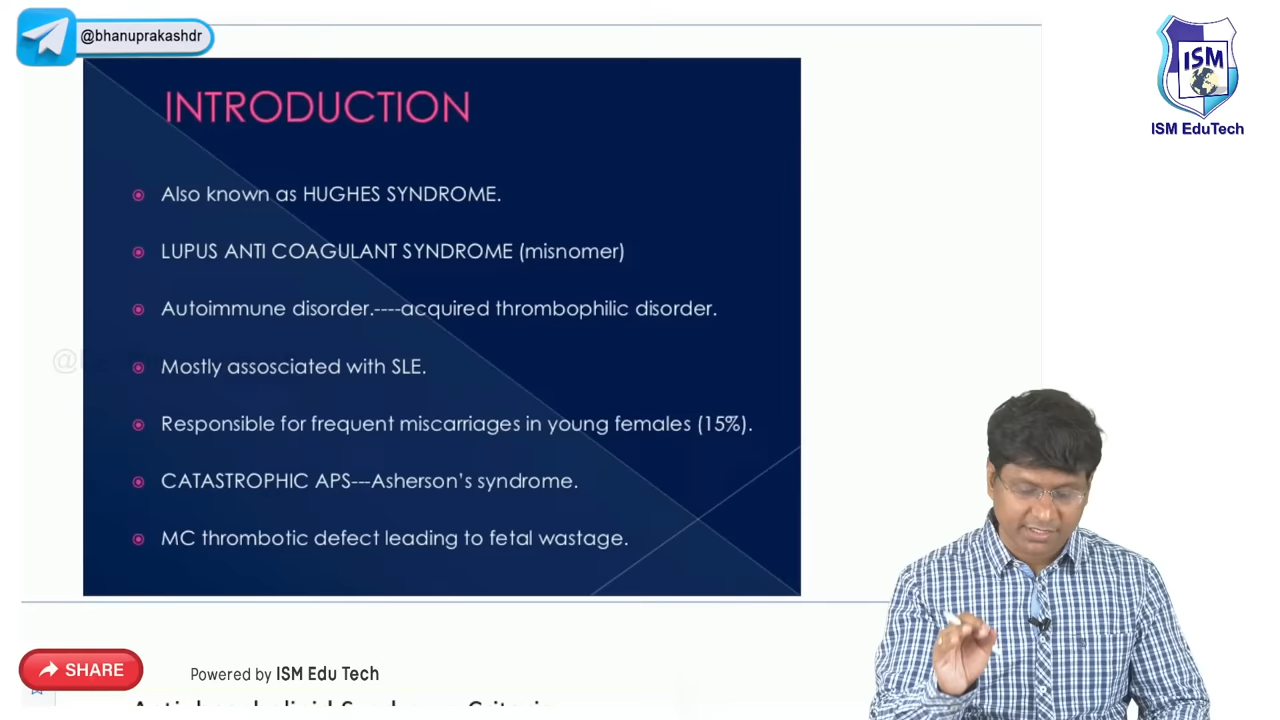 @bhanuprakashdr
ISM
ISM EduTech
INTRODUCTION
Also known as HUGHES SYNDROME.
LUPUS ANTI COAGULANT SYNDROME (misnomer)
Autoimmune disorder.----acquired thrombophilic disorder.
Mostly assosciated with SLE.
Responsible for frequent miscarriages in young females (15%).
CATASTROPHIC APS---Asherson's syndrome.
MC thrombotic defect leading to fetal wastage.
SHARE
Powered by ISM Edu Tech